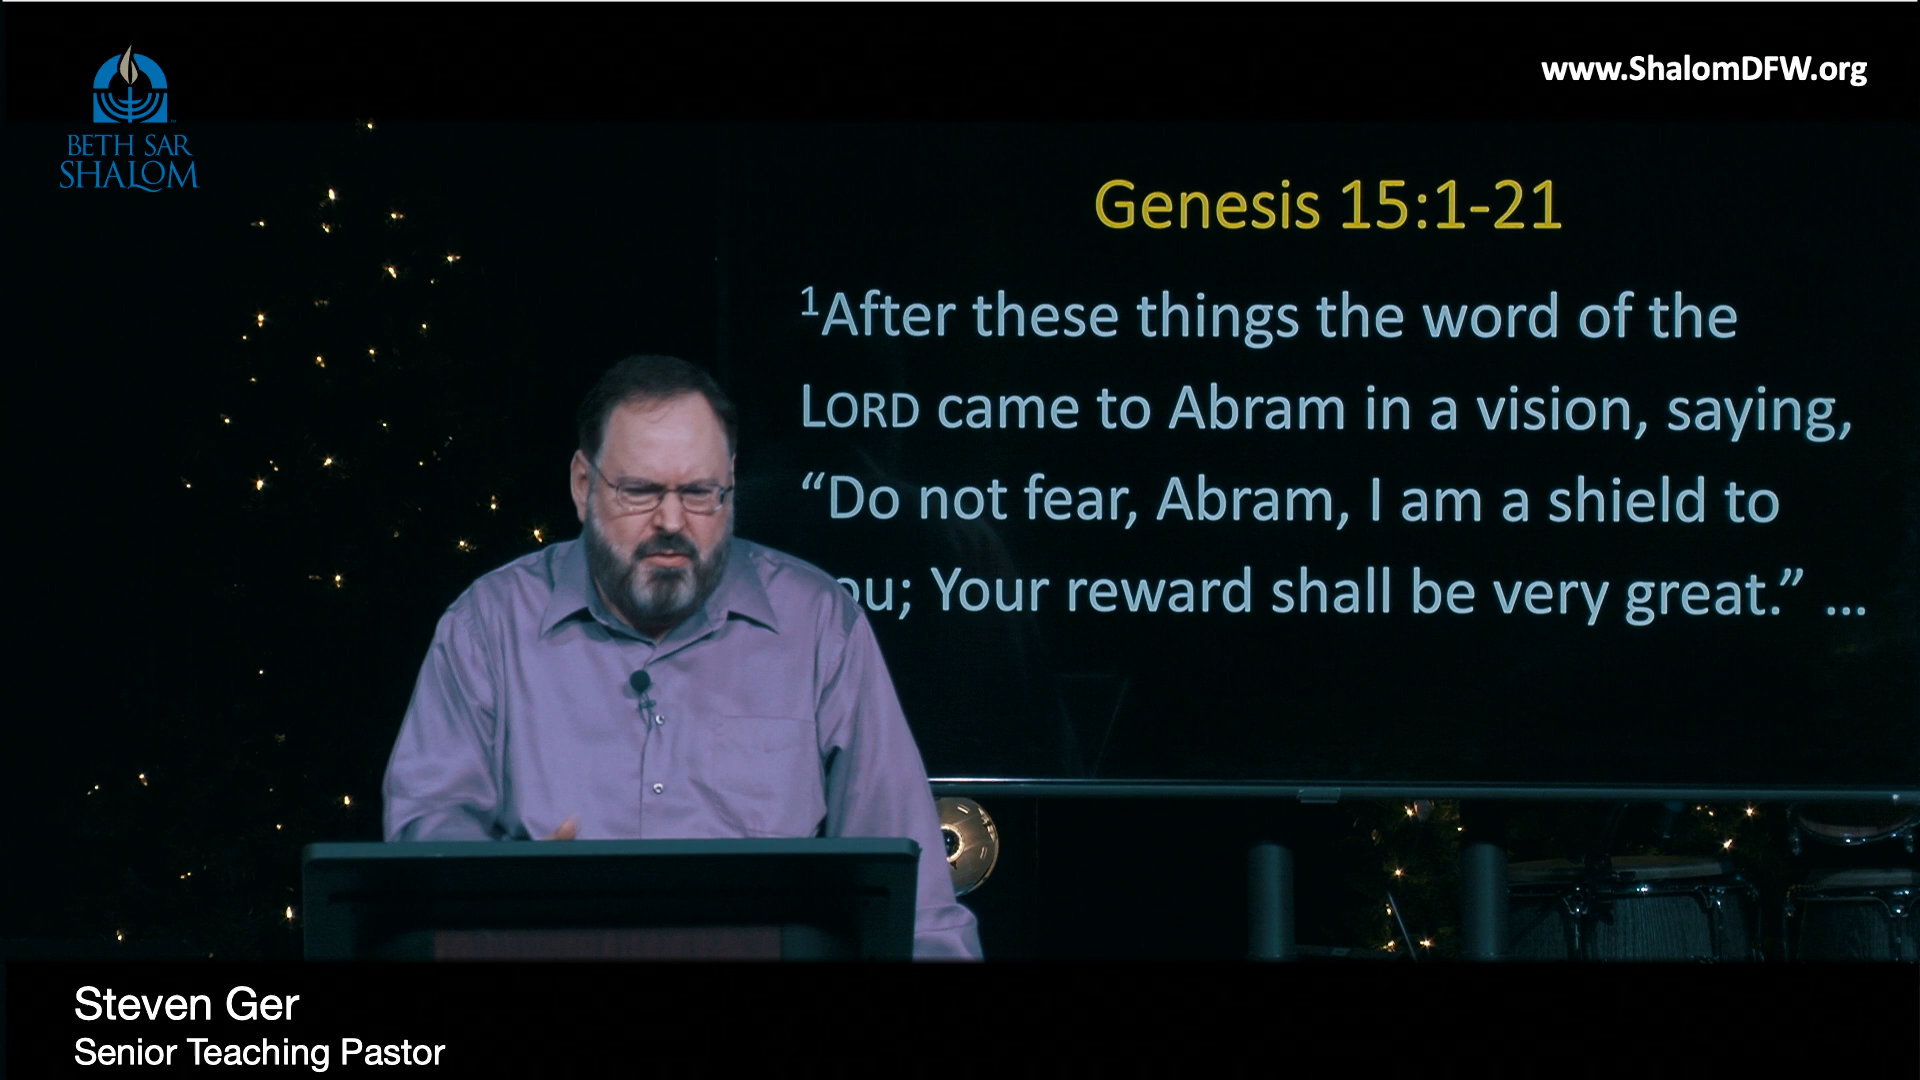 BETH SAR
SHALOM
www.ShalomDFW.org
Genesis 15:1-21
¹After these things the word of the
LORD came to Abram in a vision, saying,
“Do not fear, Abram, I am a shield to
ou; Your reward shall be very great.” ...
Steven Ger
Senior Teaching Pastor